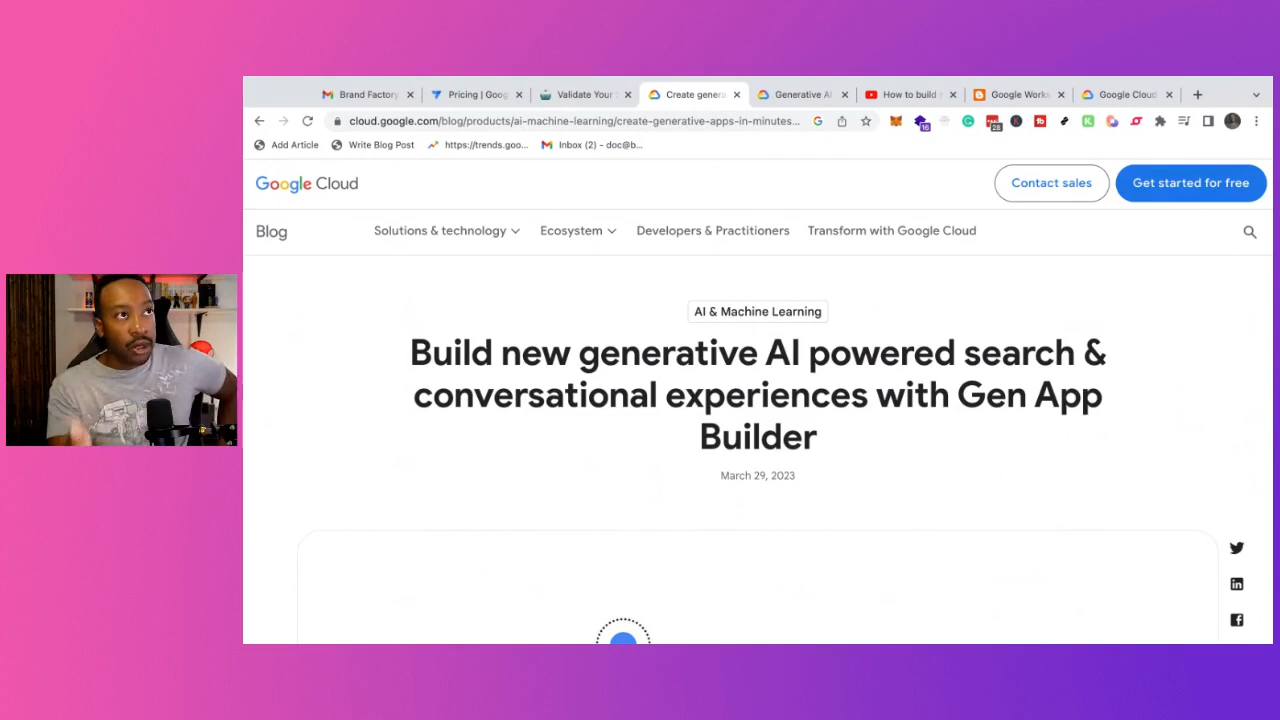 Brand Factory
Pricing | Goog
Validate Your
Create genera
Generative AI
How to build
Google Works
Google Cloud
cloud.google.com/blog/products/ai-machine-learning/create-generative-apps-in-minutes...
16
28
Add Article
Write Blog Post
https://trends.goo...
Inbox (2) - doc@b...
Google Cloud
Contact sales
Get started for free
Blog
Solutions & technology
Ecosystem
Developers & Practitioners
Transform with Google Cloud
AI & Machine Learning
Build new generative AI powered search &
conversational experiences with Gen App
Builder
March 29, 2023